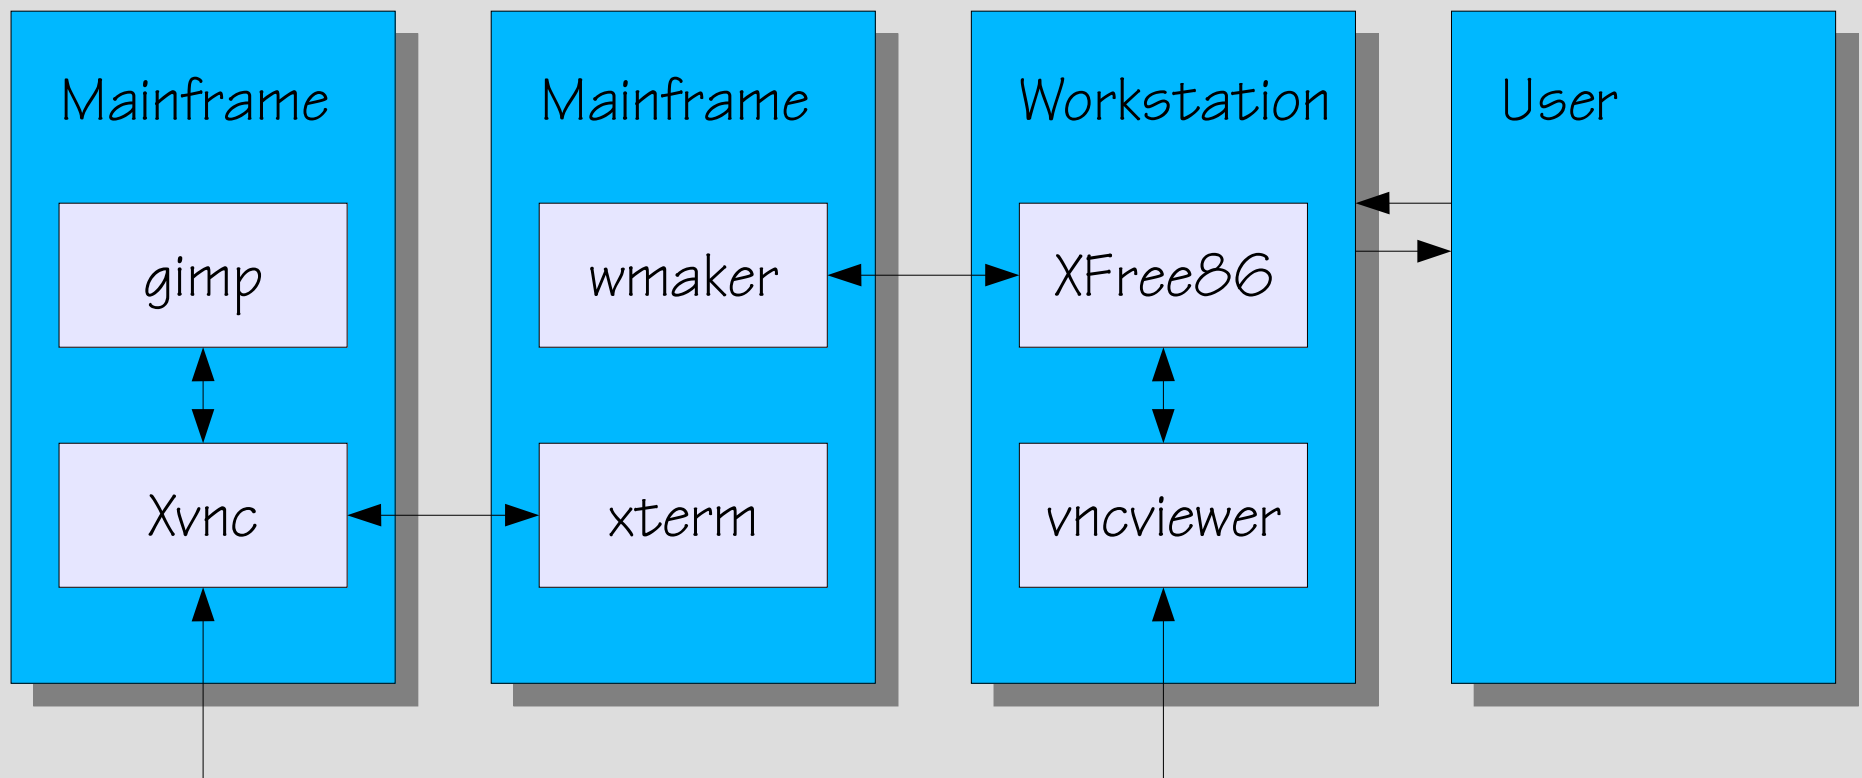 Mainframe
gimp
Xvnc
Mainframe
wmaker
xterm
Workstation
XFree86
vncviewer
User